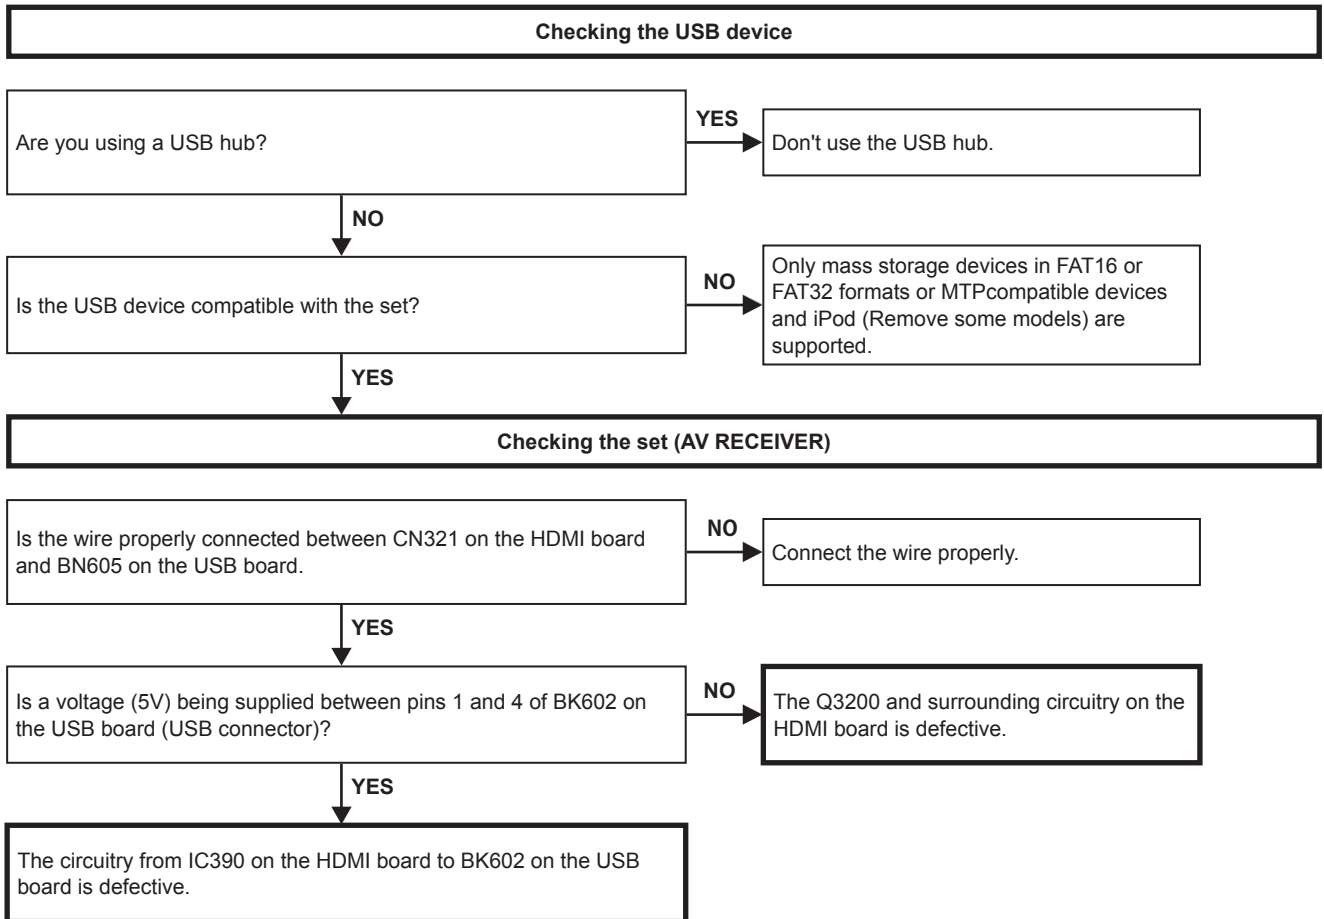 Checking the USB device
Are you using a USB hub?
YES
Don't use the USB hub.
NO
Is the USB device compatible with the set?
NO
Only mass storage devices in FAT16 or
FAT32 formats or MTPcompatible devices
and iPod (Remove some models) are
supported.
YES
Checking the set (AV RECEIVER)
Is the wire properly connected between CN321 on the HDMI board
and BN605 on the USB board.
NO
Connect the wire properly.
YES
Is a voltage (5V) being supplied between pins 1 and 4 of BK602 on
the USB board (USB connector)?
NO
The Q3200 and surrounding circuitry on the
HDMI board is defective.
YES
The circuitry from IC390 on the HDMI board to BK602 on the USB
board is defective.